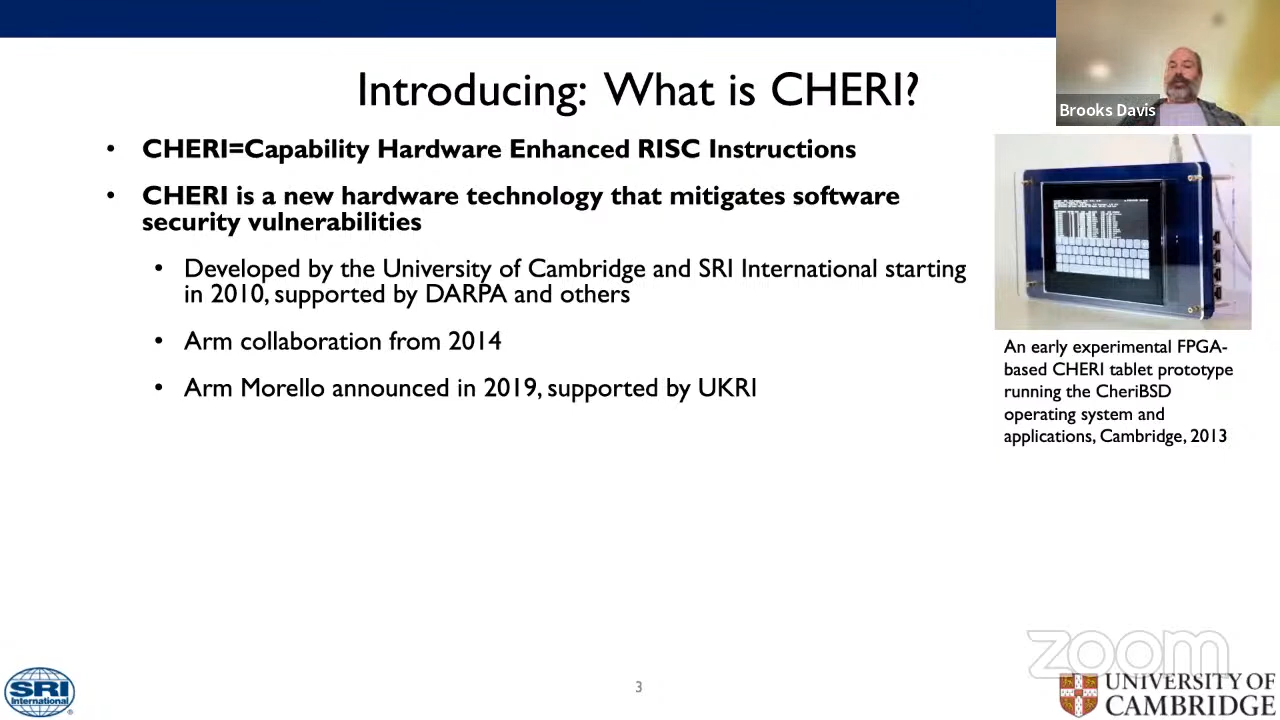 Introducing: What is CHERI?
Brooks Davis
• CHERI=Capability Hardware Enhanced RISC Instructions
• CHERI is a new hardware technology that mitigates software
security vulnerabilities
• Developed by the University of Cambridge and SRI International starting
in 2010, supported by DARPA and others
• Arm collaboration from 2014
• Arm Morello announced in 2019, supported by UKRI
An early experimental FPGA-
based CHERI tablet prototype
running the CheriBSD
operating system and
applications, Cambridge, 2013
SRI
International
®
3
zoom
UNIVERSITY OF
CAMBRIDGE